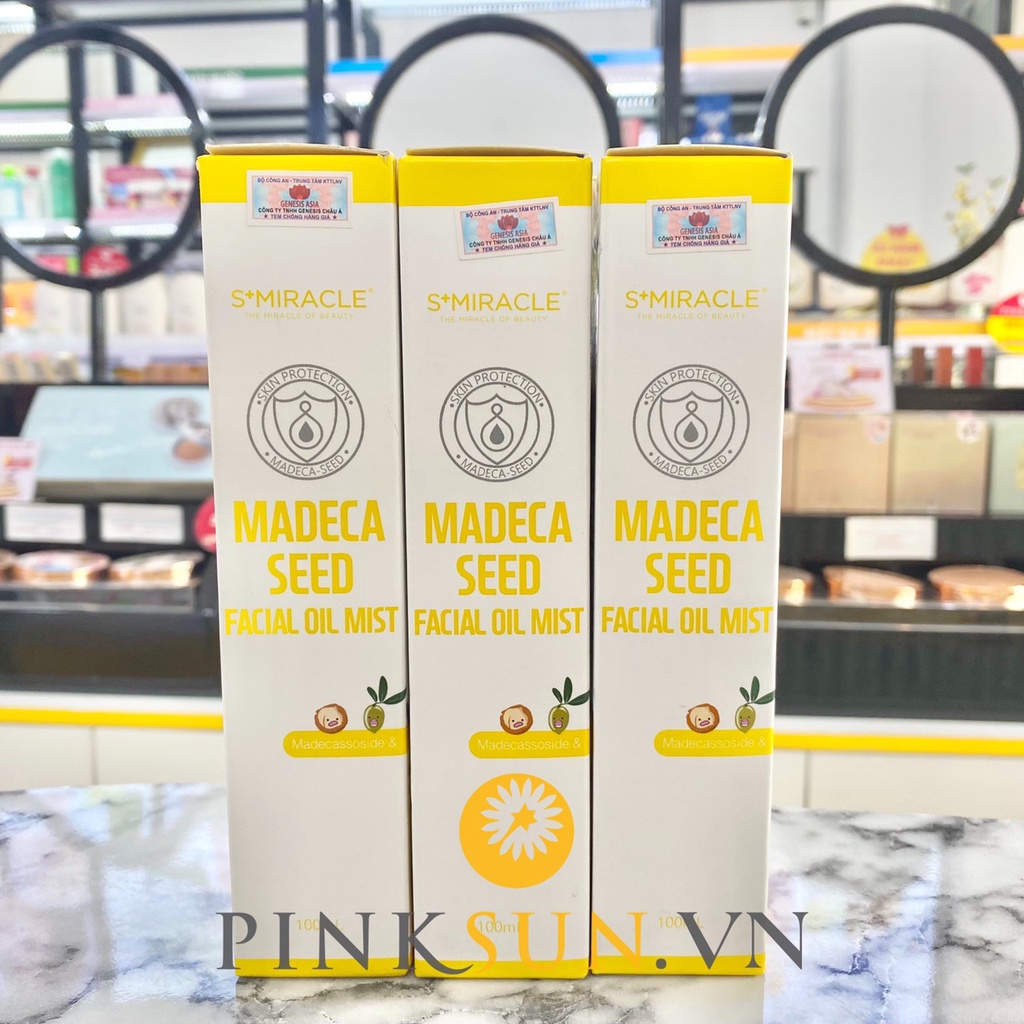 BỘ CÔNG AN - TRUNG TÂM KTTLNV
GENESIS ASIA
CÔNG TY TNHH GENESIS CHÂU Á
★ TEM CHỐNG HÀNG GIẢ ★
S+MIRACLE®
THE MIRACLE OF BEAUTY
SKIN PROTECTION
MADECA-SEED
MADECA
SEED
FACIAL OIL MIST
Madecassoside &
100mL
BỘ CÔNG AN - TRUNG TÂM KTTLNV
GENESIS ASIA
CÔNG TY TNHH GENESIS CHÂU Á
★ TEM CHỐNG HÀNG GIẢ ★
S+MIRACLE®
THE MIRACLE OF BEAUTY
SKIN PROTECTION
MADECA-SEED
MADECA
SEED
FACIAL OIL MIST
Madecassoside &
100mL
BỘ CÔNG AN - TRUNG TÂM KTTLNV
GENESIS ASIA
CÔNG TY TNHH GENESIS CHÂU Á
★ TEM CHỐNG HÀNG GIẢ ★
S+MIRACLE®
THE MIRACLE OF BEAUTY
SKIN PROTECTION
MADECA-SEED
MADECA
SEED
FACIAL OIL MIST
Madecassoside &
100mL
PINKSUN.VN